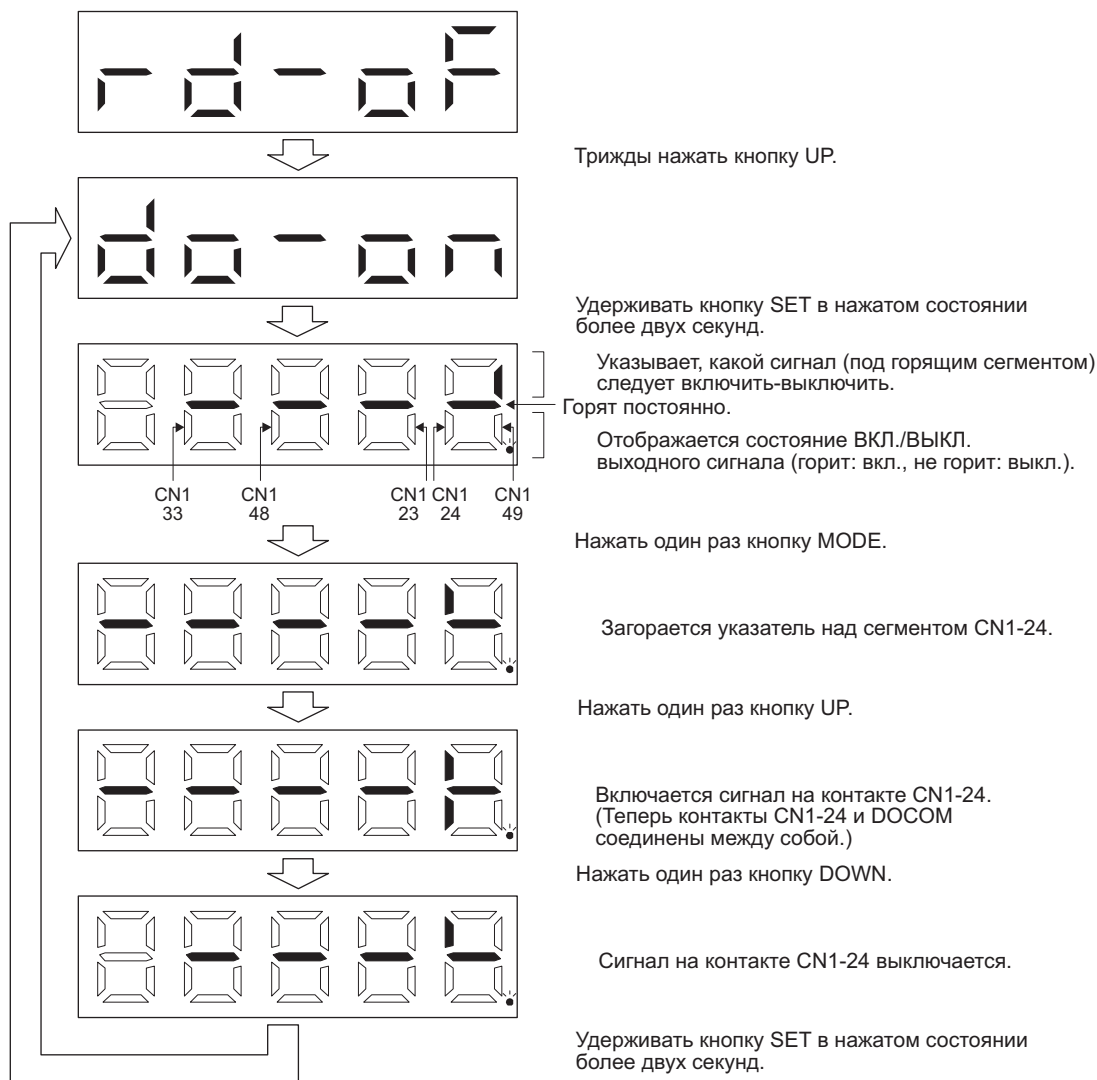 rd-oF
Трижды нажать кнопку UP.
do-on
Удерживать кнопку SET в нажатом состоянии
более двух секунд.
Указывает, какой сигнал (под горящим сегментом)
следует включить-выключить.
Горят постоянно.
Отображается состояние ВКЛ./ВЫКЛ.
выходного сигнала (горит: вкл., не горит: выкл.).
CN1 CN1 CN1 CN1 CN1
33 48 23 24 49
Нажать один раз кнопку MODE.
Загорается указатель над сегментом CN1-24.
Нажать один раз кнопку UP.
Включается сигнал на контакте CN1-24.
(Теперь контакты CN1-24 и DOCOM
соединены между собой.)
Нажать один раз кнопку DOWN.
Сигнал на контакте CN1-24 выключается.
Удерживать кнопку SET в нажатом состоянии
более двух секунд.